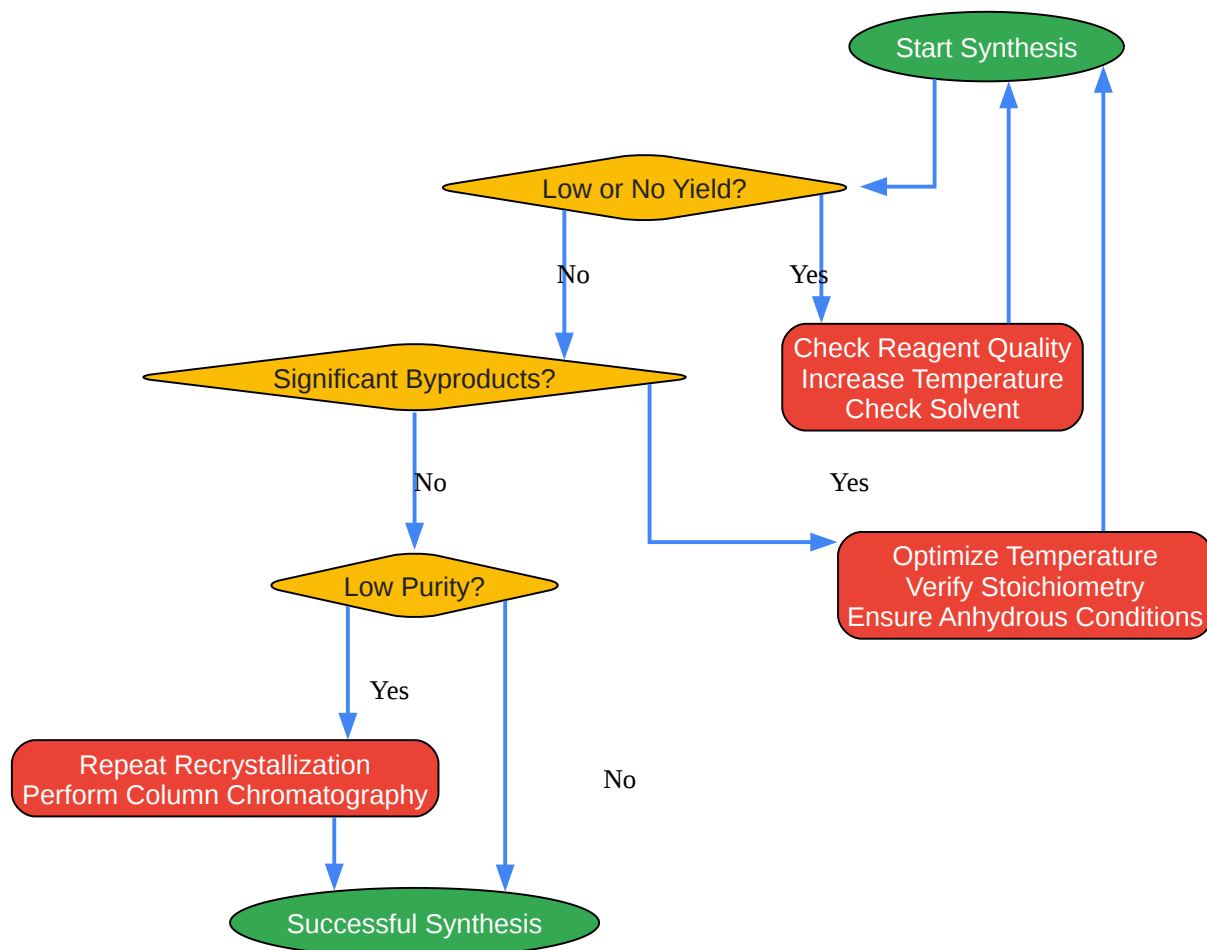 Start Synthesis
Low or No Yield?
No
Yes
Check Reagent Quality
Increase Temperature
Check Solvent
Significant Byproducts?
No
Yes
Optimize Temperature
Verify Stoichiometry
Ensure Anhydrous Conditions
Low Purity?
Yes
Repeat Recrystallization
Perform Column Chromatography
No
Successful Synthesis